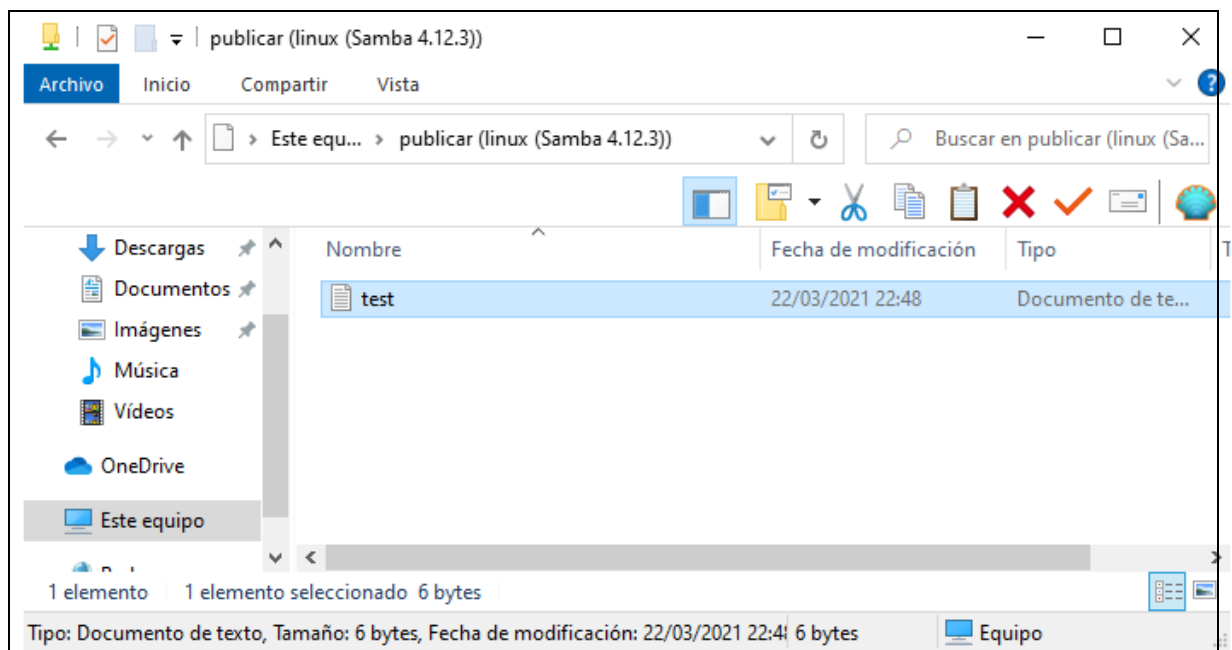 publicar (linux (Samba 4.12.3))
Archivo Inicio Compartir Vista
Este equ... > publicar (linux (Samba 4.12.3)) Buscar en publicar (linux (Sa...
Descargas Nombre Fecha de modificación Tipo T
Documentos test 22/03/2021 22:48 Documento de te...
Imágenes
Música
Vídeos
OneDrive
Este equipo
1 elemento 1 elemento seleccionado 6 bytes
Tipo: Documento de texto, Tamaño: 6 bytes, Fecha de modificación: 22/03/2021 22:48 6 bytes Equipo